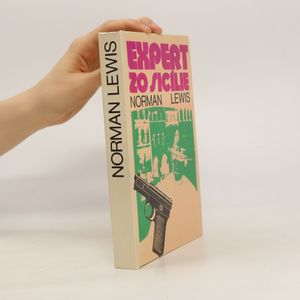 NORMAN LEWIS
EXPERT
ZO SICÍLIE
NORMAN LEWIS